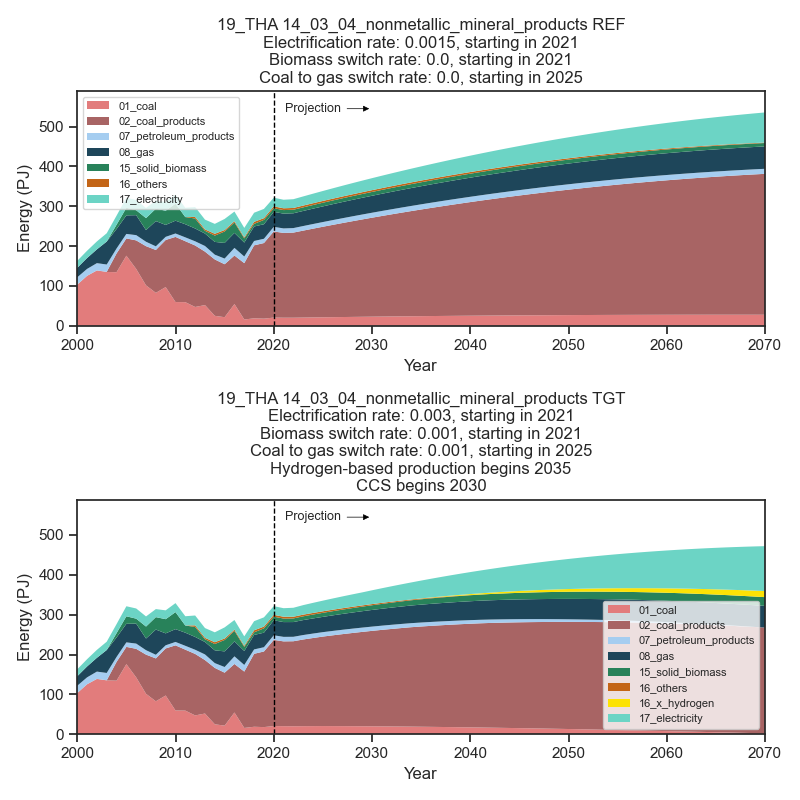 19_THA 14_03_04_nonmetallic_mineral_products REF
Electrification rate: 0.0015, starting in 2021
Biomass switch rate: 0.0, starting in 2021
Coal to gas switch rate: 0.0, starting in 2025
Projection
01_coal
02_coal_products
07_petroleum_products
08_gas
15_solid_biomass
16_others
17_electricity
Energy (PJ)
500
400
300
200
100
0
2000 2010 2020 2030 2040 2050 2060 2070
Year
19_THA 14_03_04_nonmetallic_mineral_products TGT
Electrification rate: 0.003, starting in 2021
Biomass switch rate: 0.001, starting in 2021
Coal to gas switch rate: 0.001, starting in 2025
Hydrogen-based production begins 2035
CCS begins 2030
Projection
Energy (PJ)
500
400
300
200
100
0
01_coal
02_coal_products
07_petroleum_products
08_gas
15_solid_biomass
16_others
16_x_hydrogen
17_electricity
2000 2010 2020 2030 2040 2050 2060 2070
Year